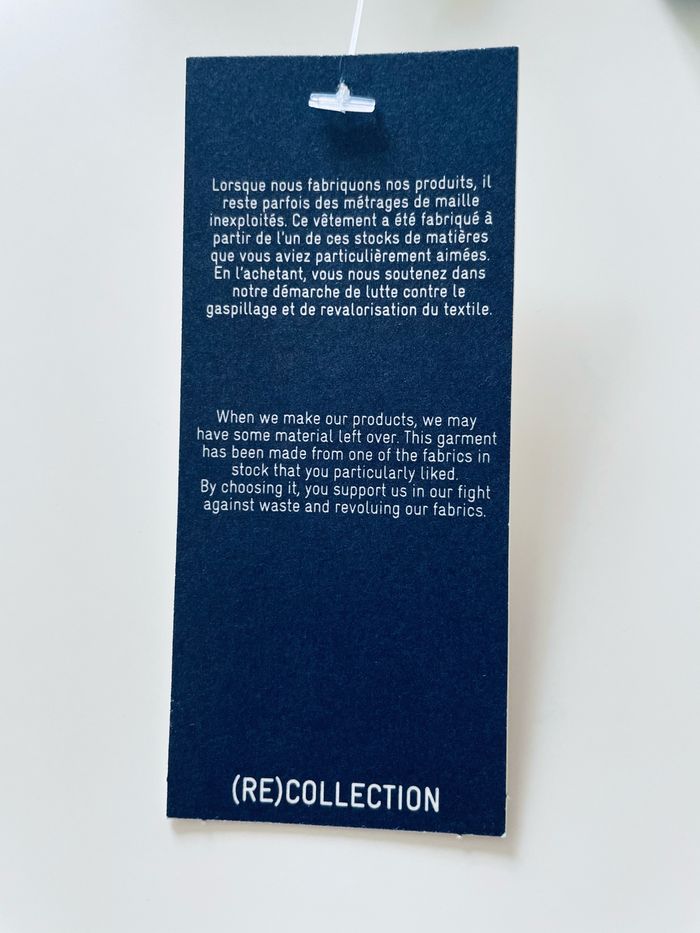 Lorsque nous fabriquons nos produits, il
reste parfois des métrages de maille
inexploités. Ce vêtement a été fabriqué à
partir de l'un de ces stocks de matières
que vous aviez particulièrement aimées.
En l'achetant, vous nous soutenez dans
notre démarche de lutte contre le
gaspillage et de revalorisation du textile.
When we make our products, we may
have some material left over. This garment
has been made from one of the fabrics in
stock that you particularly liked.
By choosing it, you support us in our fight
against waste and revoluing our fabrics.
(RE)COLLECTION